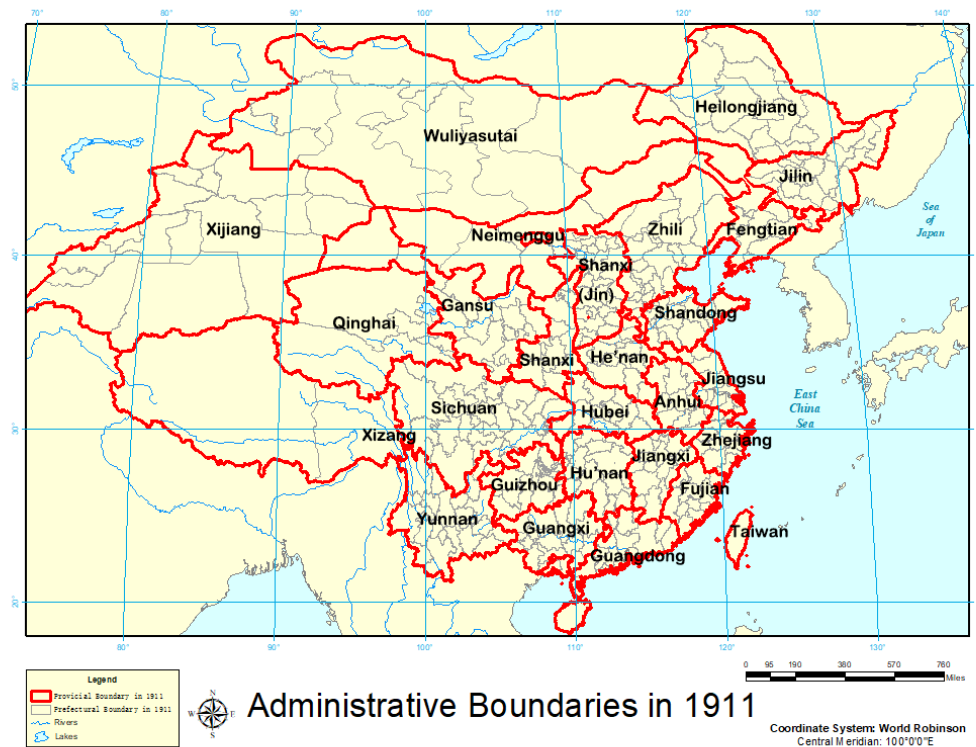 70° 80° 90° 100° 110° 120° 130° 140°
50°
40°
30°
20°
Heilongjiang
Wuliyasutai
Jilin
Sea
of
Japan
Xijiang
Zhili
Fengtian
Neimenggu
Shanxi
(Jin)
Gansu
Shandong
Qinghai
Shanxi
He'nan
Jiangsu
East
China
Sea
Anhui
Sichuan
Hubei
Xizang
Zhejiang
Jiangxi
Hu'nan
Guizhou
Fujian
Yunnan
Guangxi
Taiwan
Guangdong
80° 90° 100° 110° 120° 130°
Legend
Provicial Boundary in 1911
Prefectural Boundary in 1911
Rivers
Lakes
N
W E
S
Administrative Boundaries in 1911
0 95 190 380 570 760
Miles
Coordinate System: World Robinson
Central Meridian: 100°0'0"E